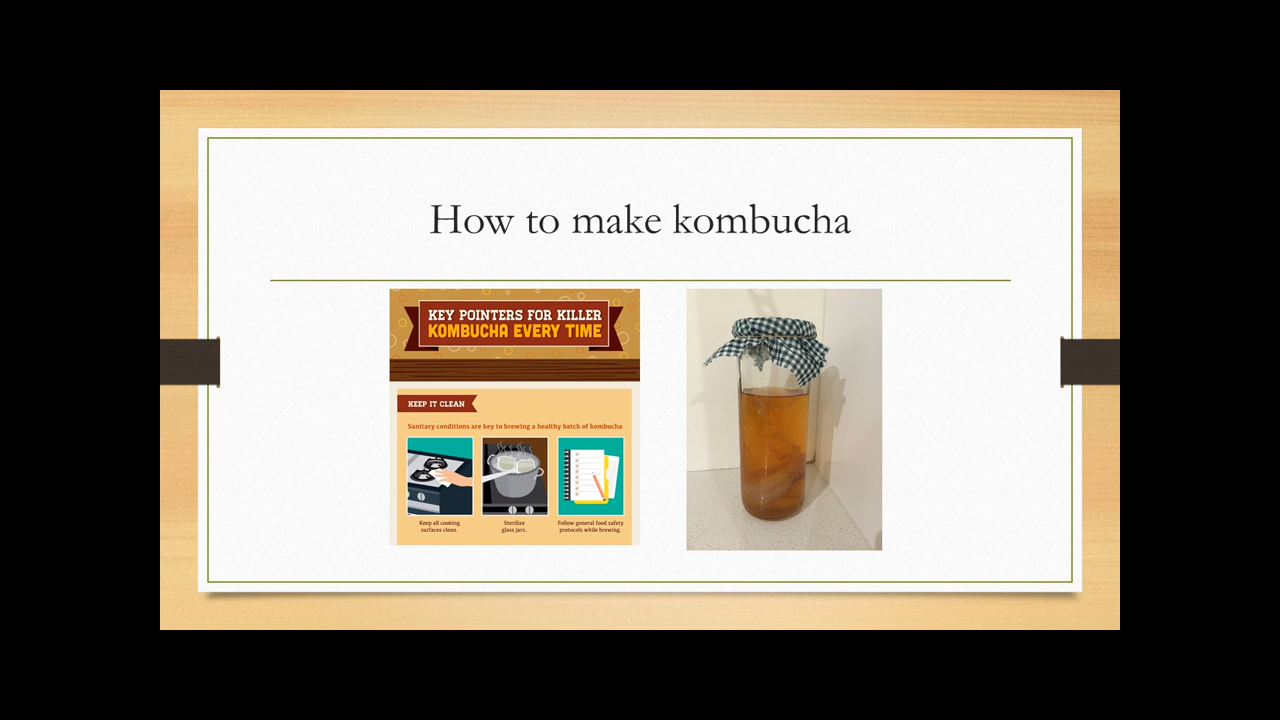 How to make kombucha
KEY POINTERS FOR KILLER
KOMBUCHA EVERY TIME
KEEP IT CLEAN
Sanitary conditions are key to brewing a healthy batch of kombucha
Keep all cooking
surfaces clean.
Sterilize
glass jars.
Follow general food safety
protocols while brewing.